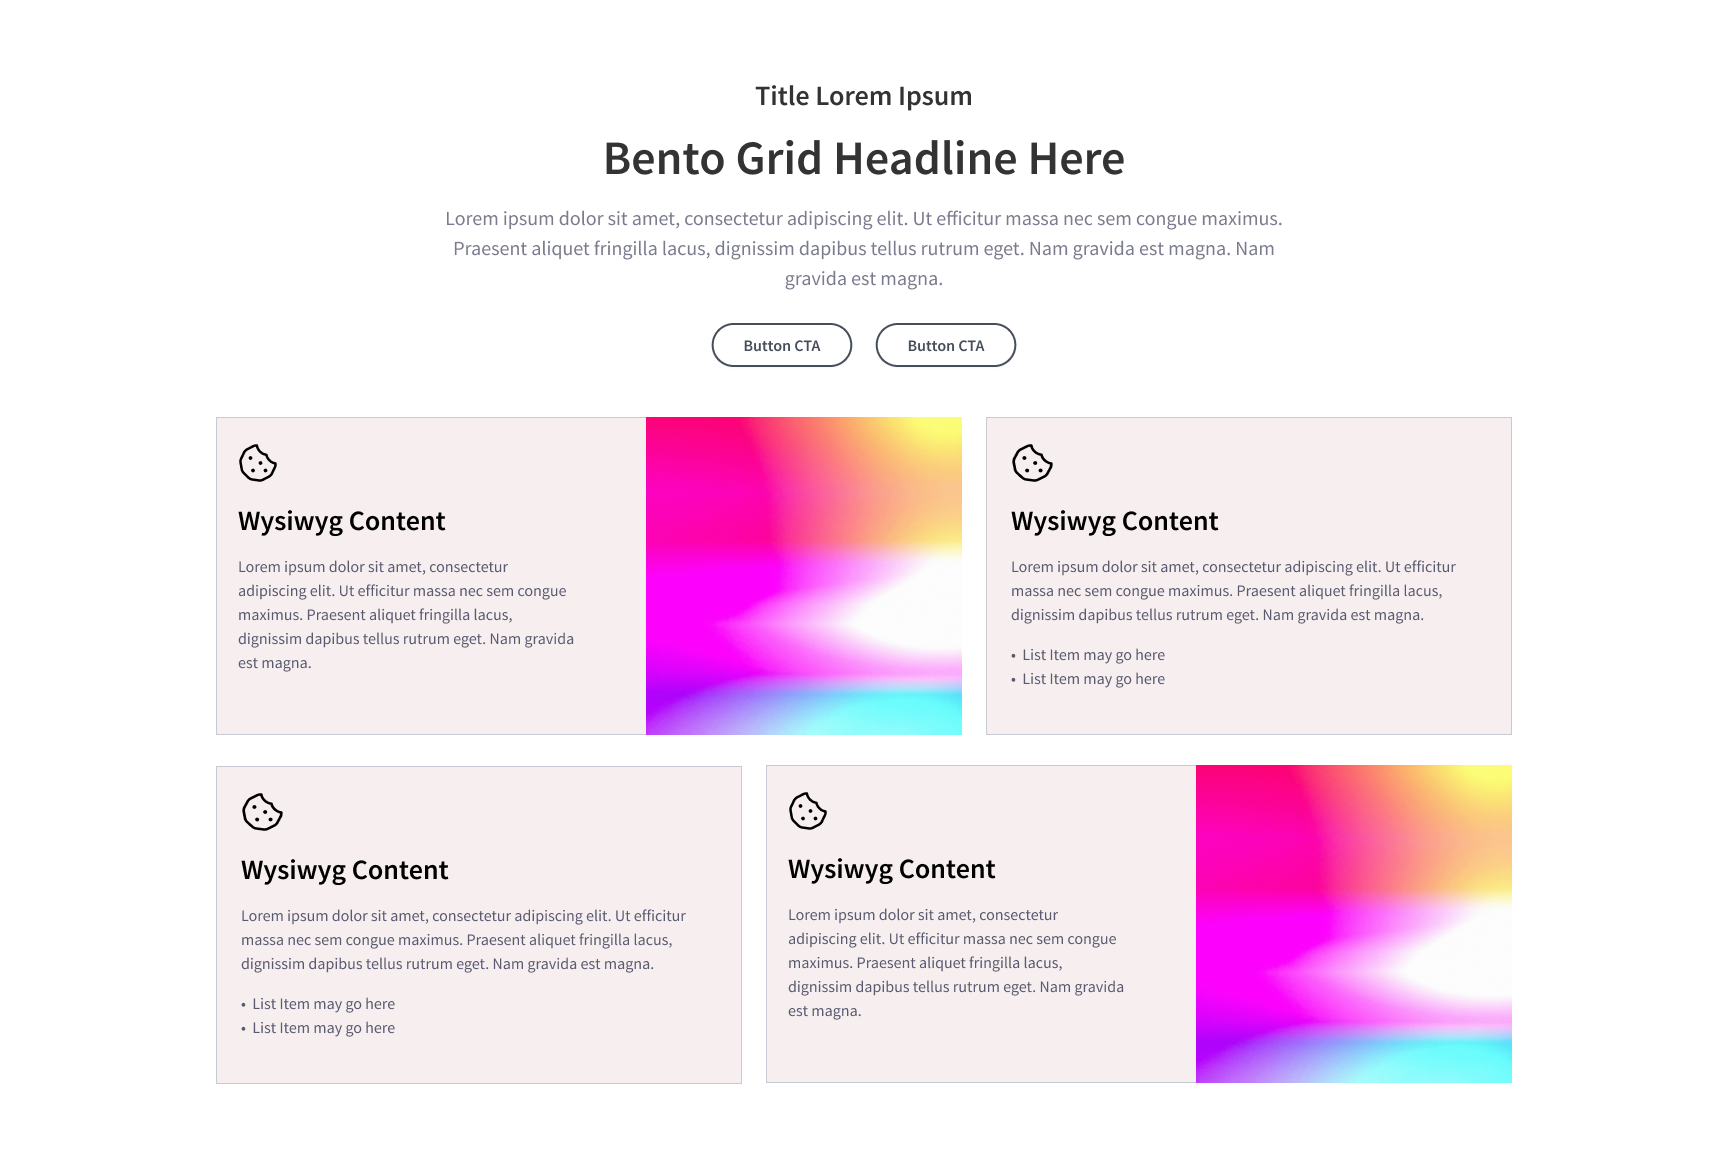 Title Lorem Ipsum
Bento Grid Headline Here
Lorem ipsum dolor sit amet, consectetur adipiscing elit. Ut efficitur massa nec sem congue maximus.
Praesent aliquet fringilla lacus, dignissim dapibus tellus rutrum eget. Nam gravida est magna. Nam
gravida est magna.
Button CTA
Button CTA
Wysiwyg Content
Lorem ipsum dolor sit amet, consectetur
adipiscing elit. Ut efficitur massa nec sem congue
maximus. Praesent aliquet fringilla lacus,
dignissim dapibus tellus rutrum eget. Nam gravida
est magna.
Wysiwyg Content
Lorem ipsum dolor sit amet, consectetur adipiscing elit. Ut efficitur
massa nec sem congue maximus. Praesent aliquet fringilla lacus,
dignissim dapibus tellus rutrum eget. Nam gravida est magna.
• List Item may go here
• List Item may go here
Wysiwyg Content
Lorem ipsum dolor sit amet, consectetur adipiscing elit. Ut efficitur
massa nec sem congue maximus. Praesent aliquet fringilla lacus,
dignissim dapibus tellus rutrum eget. Nam gravida est magna.
• List Item may go here
• List Item may go here
Wysiwyg Content
Lorem ipsum dolor sit amet, consectetur
adipiscing elit. Ut efficitur massa nec sem congue
maximus. Praesent aliquet fringilla lacus,
dignissim dapibus tellus rutrum eget. Nam gravida
est magna.